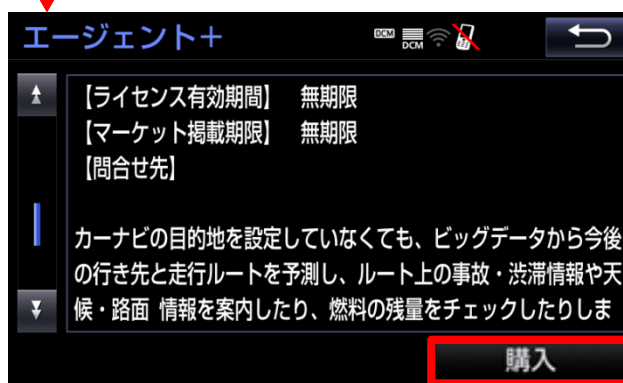 エージェント＋
DCM
DCM
【ライセンス有効期間】　無期限
【マーケット掲載期限】　無期限
【問合せ先】
カーナビの目的地を設定していなくても、ビッグデータから今後
の行き先と走行ルートを予測し、ルート上の事故・渋滞情報や天
候・路面 情報を案内したり、燃料の残量をチェックしたりしま
購入